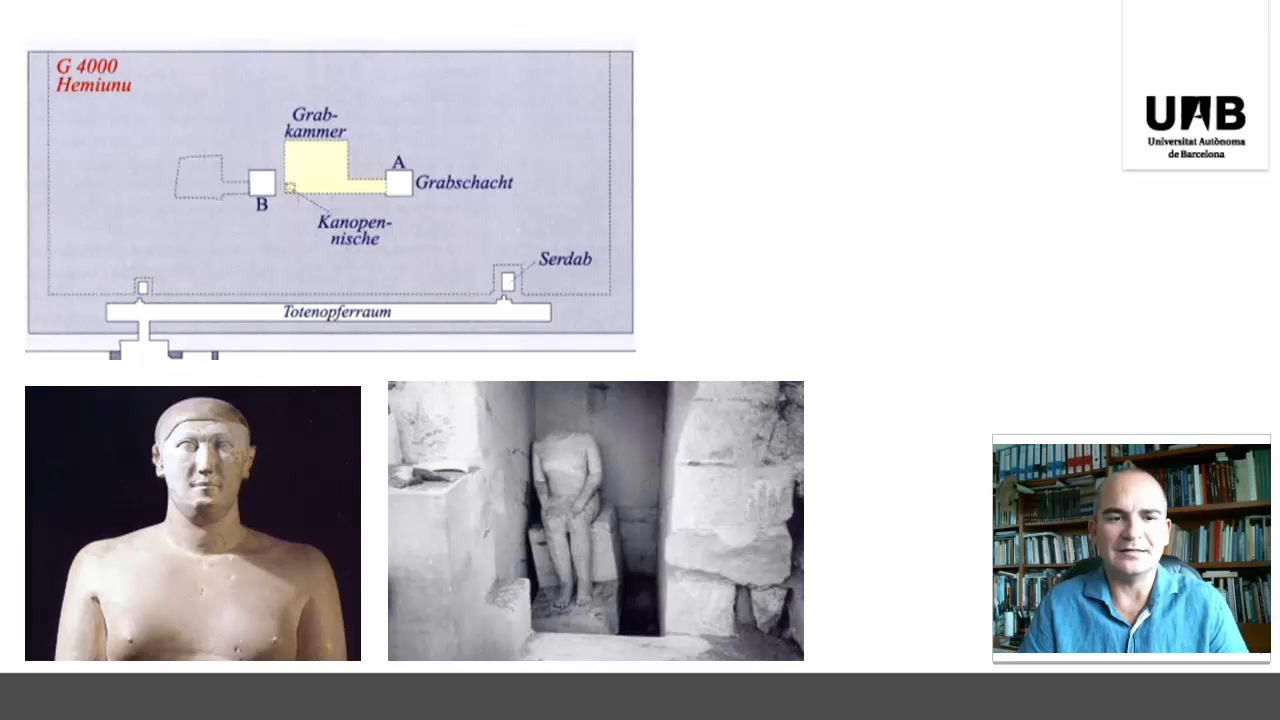 G 4000
Hemiunu
Grab-
kammer
A
Grabschacht
B
Kanopen-
nische
Serdab
Totenopferraum
UAB
Universitat Autònoma
de Barcelona